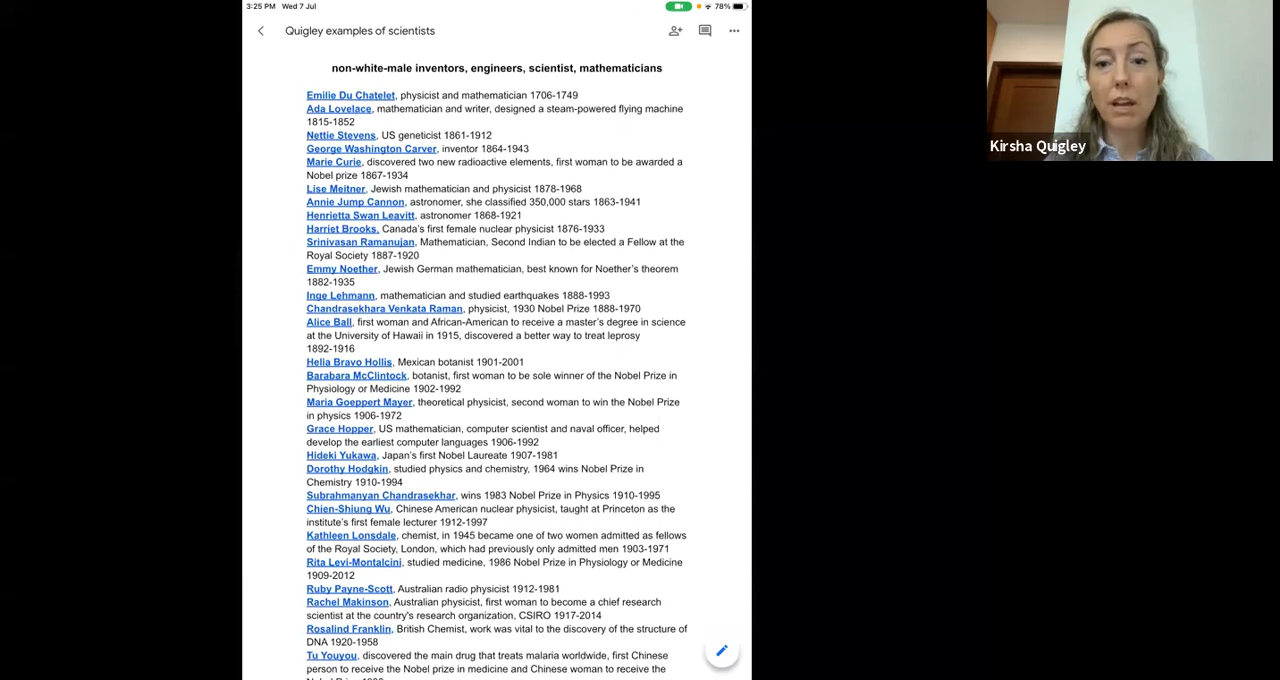 3:25 PM Wed 7 Jul
78%
Quigley examples of scientists
non-white-male inventors, engineers, scientist, mathematicians
Emilie Du Chatelet, physicist and mathematician 1706-1749
Ada Lovelace, mathematician and writer, designed a steam-powered flying machine
1815-1852
Nettie Stevens, US geneticist 1861-1912
George Washington Carver, inventor 1864-1943
Marie Curie, discovered two new radioactive elements, first woman to be awarded a
Nobel prize 1867-1934
Lise Meitner, Jewish mathematician and physicist 1878-1968
Annie Jump Cannon, astronomer, she classified 350,000 stars 1863-1941
Henrietta Swan Leavitt, astronomer 1868-1921
Harriet Brooks, Canada's first female nuclear physicist 1876-1933
Srinivasan Ramanujan, Mathematician, Second Indian to be elected a Fellow at the
Royal Society 1887-1920
Emmy Noether, Jewish German mathematician, best known for Noether's theorem
1882-1935
Inge Lehmann, mathematician and studied earthquakes 1888-1993
Chandrasekhara Venkata Raman, physicist, 1930 Nobel Prize 1888-1970
Alice Ball, first woman and African-American to receive a master's degree in science
at the University of Hawaii in 1915, discovered a better way to treat leprosy
1892-1916
Helia Bravo Hollis, Mexican botanist 1901-2001
Barabara McClintock, botanist, first woman to be sole winner of the Nobel Prize in
Physiology or Medicine 1902-1992
Maria Goeppert Mayer, theoretical physicist, second woman to win the Nobel Prize
in physics 1906-1972
Grace Hopper, US mathematician, computer scientist and naval officer, helped
develop the earliest computer languages 1906-1992
Hideki Yukawa, Japan's first Nobel Laureate 1907-1981
Dorothy Hodgkin, studied physics and chemistry, 1964 wins Nobel Prize in
Chemistry 1910-1994
Subrahmanyan Chandrasekhar, wins 1983 Nobel Prize in Physics 1910-1995
Chien-Shiung Wu, Chinese American nuclear physicist, taught at Princeton as the
institute's first female lecturer 1912-1997
Kathleen Lonsdale, chemist, in 1945 became one of two women admitted as fellows
of the Royal Society, London, which had previously only admitted men 1903-1971
Rita Levi-Montalcini, studied medicine, 1986 Nobel Prize in Physiology or Medicine
1909-2012
Ruby Payne-Scott, Australian radio physicist 1912-1981
Rachel Makinson, Australian physicist, first woman to become a chief research
scientist at the country's research organization, CSIRO 1917-2014
Rosalind Franklin, British Chemist, work was vital to the discovery of the structure of
DNA 1920-1958
Tu Youyou, discovered the main drug that treats malaria worldwide, first Chinese
person to receive the Nobel prize in medicine and Chinese woman to receive the
Kirsha Quigley